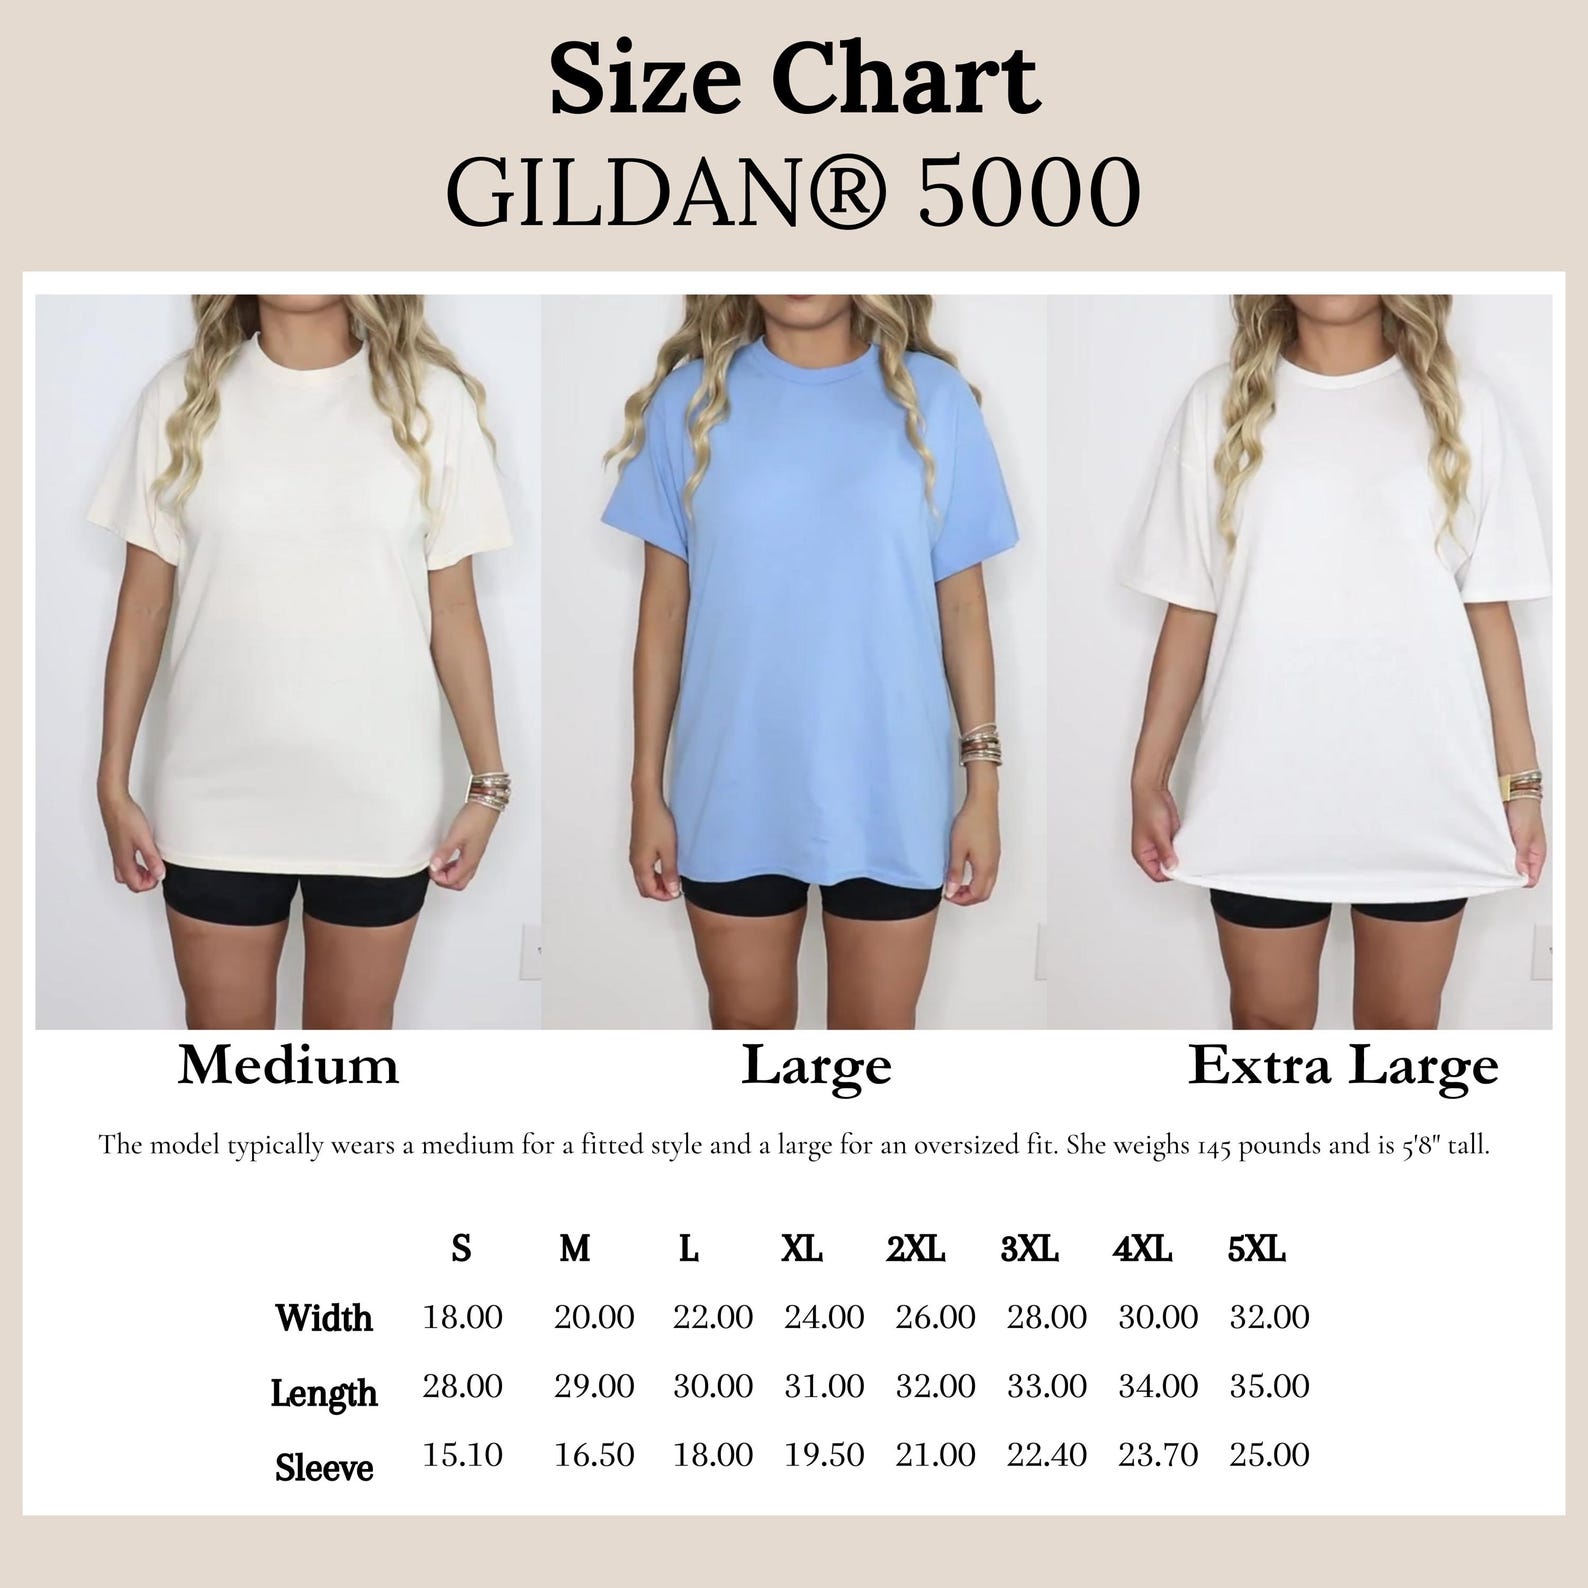 Size Chart
GILDAN® 5000
Medium Large Extra Large
The model typically wears a medium for a fitted style and a large for an oversized fit. She weighs 145 pounds and is 5'8" tall.
S M L XL 2XL 3XL 4XL 5XL
Width 18.00 20.00 22.00 24.00 26.00 28.00 30.00 32.00
Length 28.00 29.00 30.00 31.00 32.00 33.00 34.00 35.00
Sleeve 15.10 16.50 18.00 19.50 21.00 22.40 23.70 25.00